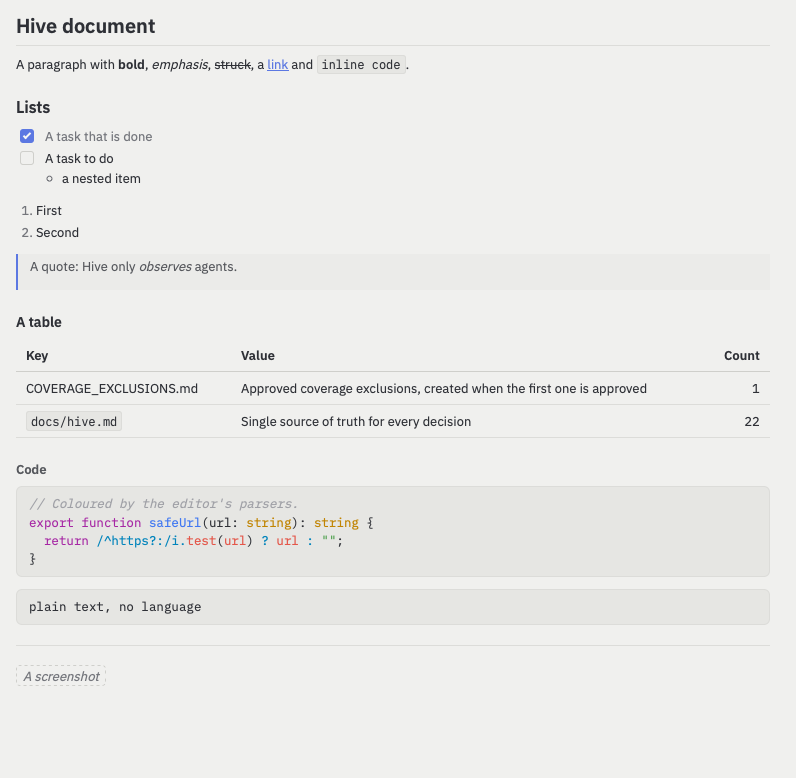 Hive document
A paragraph with bold, emphasis, struck, a link and inline code.
Lists
A task that is done
A task to do
a nested item
1. First
2. Second
A quote: Hive only observes agents.
A table
Key Value Count
COVERAGE_EXCLUSIONS.md Approved coverage exclusions, created when the first one is approved 1
docs/hive.md Single source of truth for every decision 22
Code
// Coloured by the editor's parsers.
export function safeUrl(url: string): string {
  return /^https?:/i.test(url) ? url : "";
}
plain text, no language
A screenshot